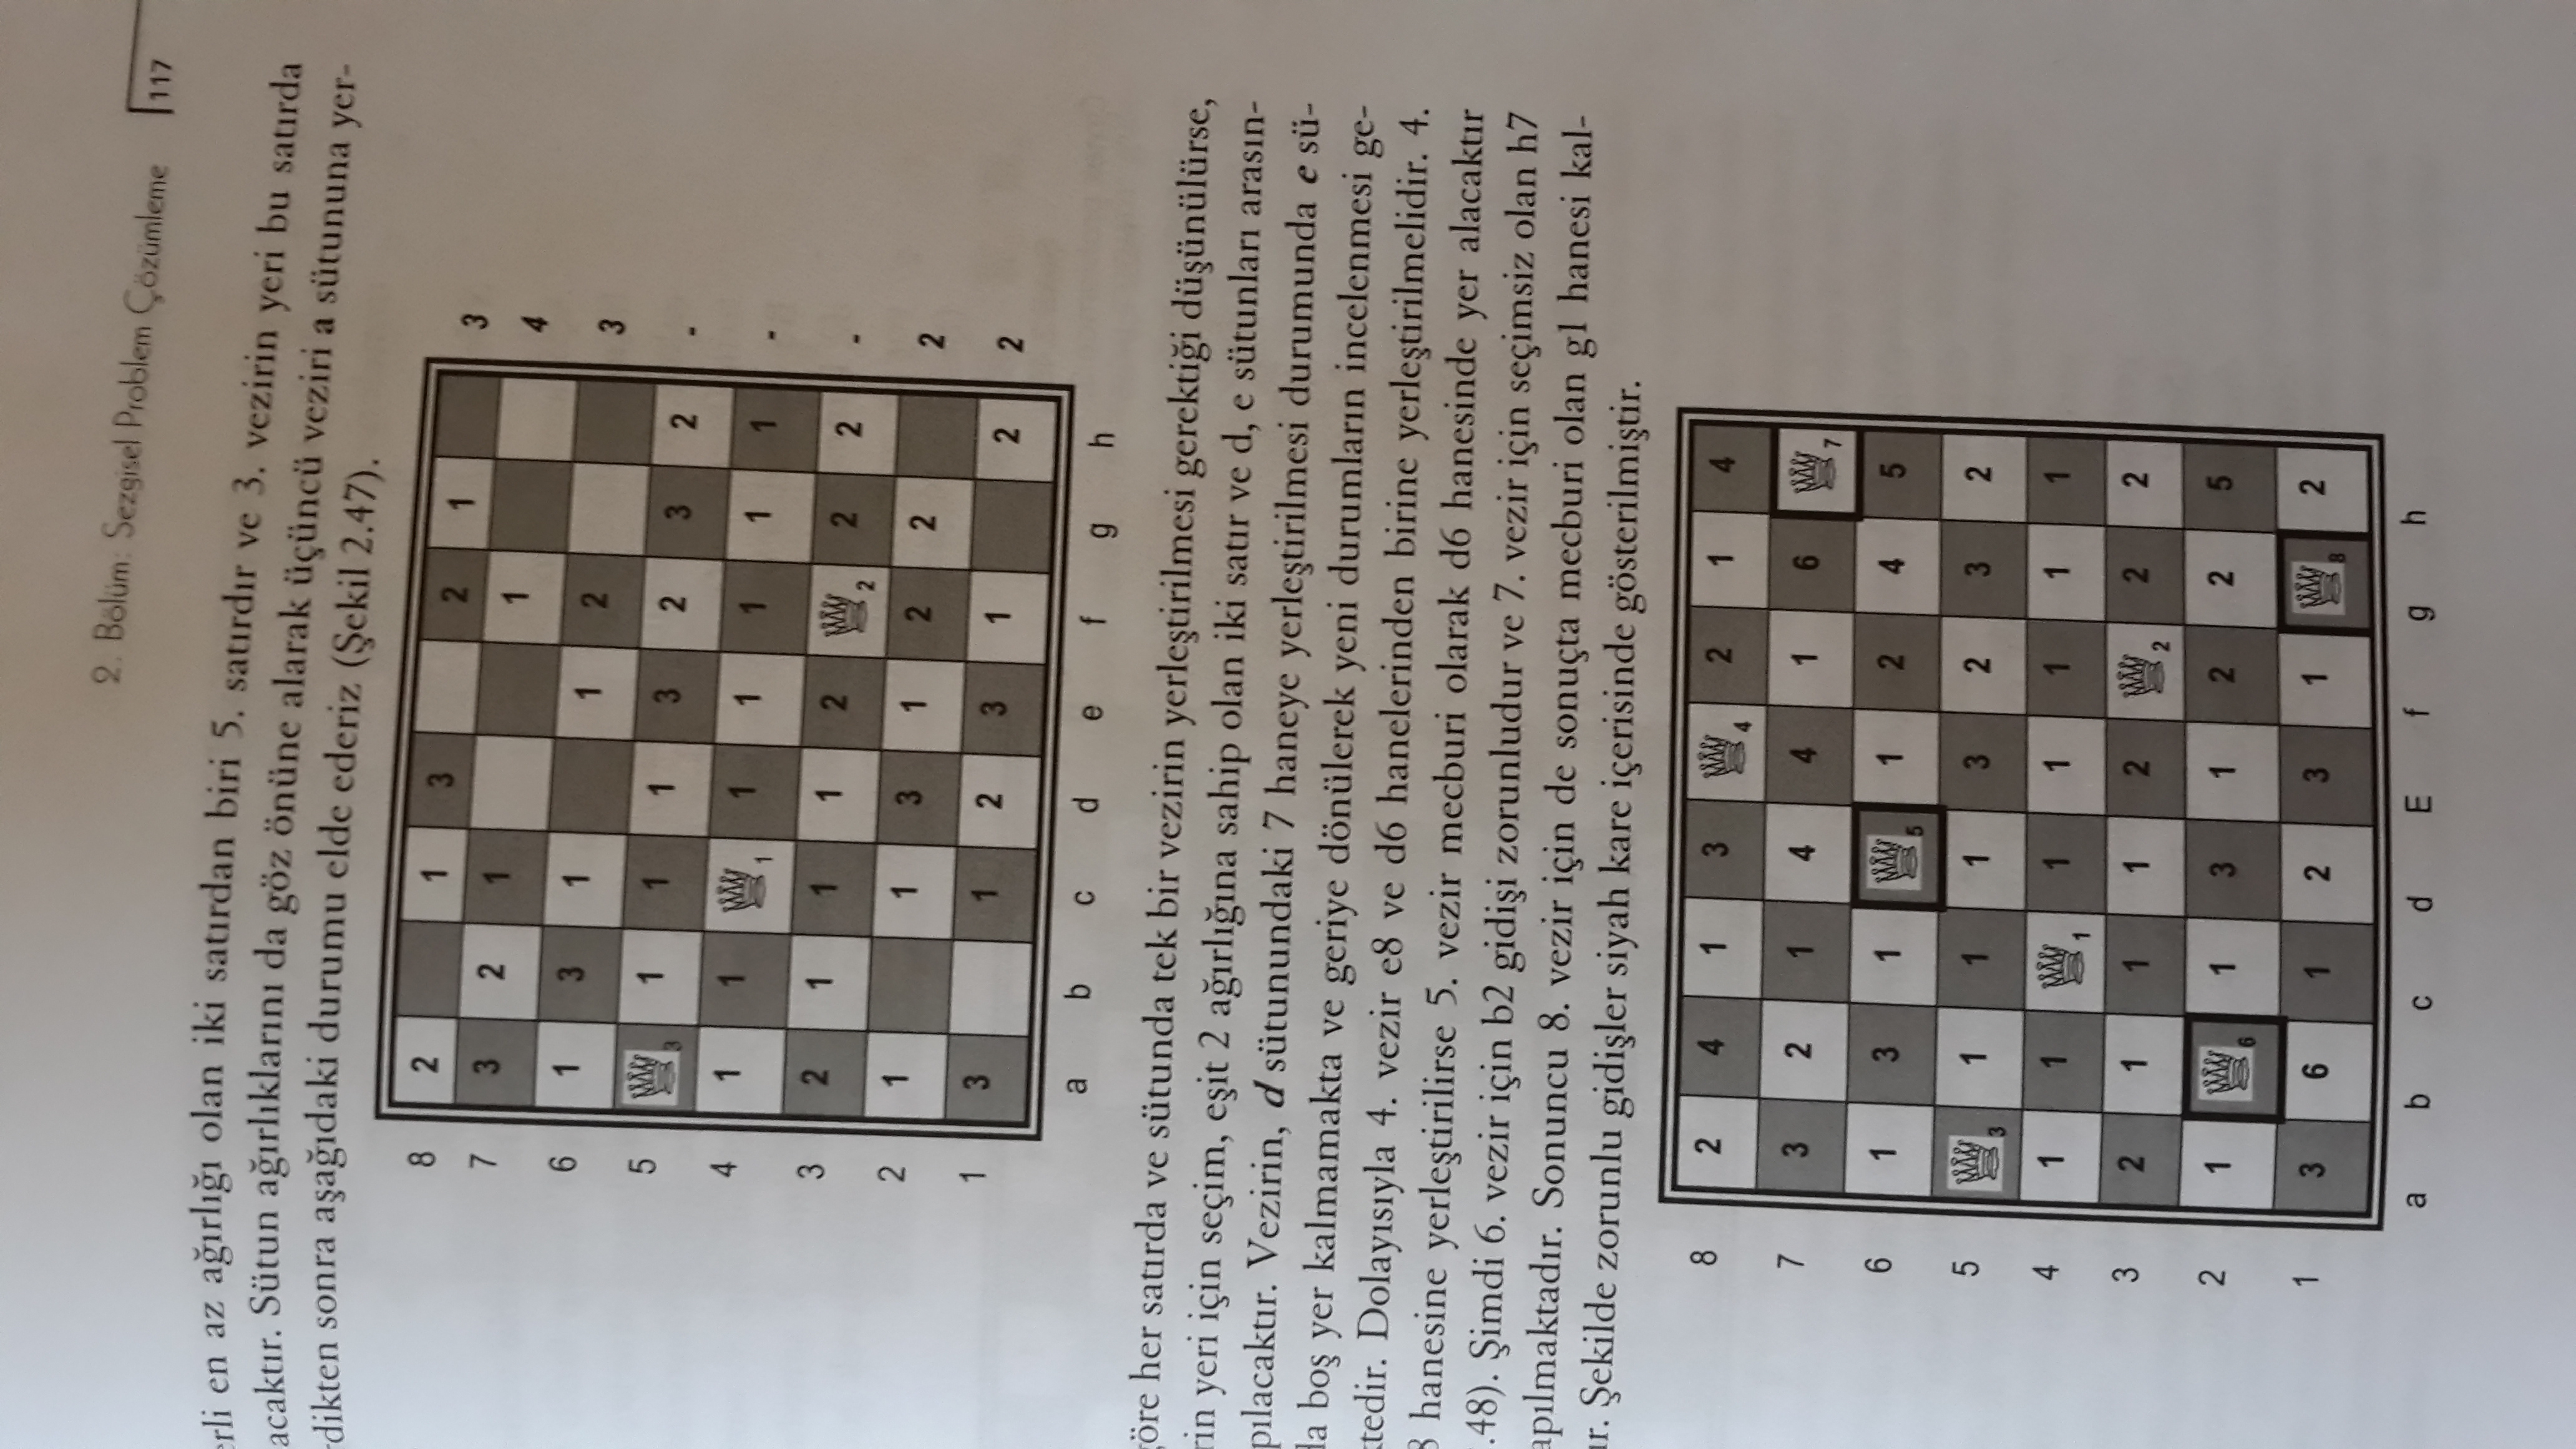 2. Bölüm: Sezgisel Problem Çözümleme 117
erli en az ağırlığı olan iki satırdan biri 5. satırdır ve 3. vezirin yeri bu satırda
acaktır. Sütun ağırlıklarını da göz önüne alarak üçüncü veziri a sütununa yer-
rdikten sonra aşağıdaki durumu elde ederiz (Şekil 2.47).
8 2 1 3 2 1 3
7 3 2 1 1 4
6 1 3 1 1 2 3
5 3 1 1 1 3 2 3 2 -
4 1 1 1 1 1 1 1 1 -
3 2 1 1 1 2 2 2 2 -
2 1 1 3 1 2 2 2
1 3 1 2 3 1 2 2
a b c d e f g h
göre her satırda ve sütunda tek bir vezirin yerleştirilmesi gerektiği düşünülürse,
rin yeri için seçim, eşit 2 ağırlığına sahip olan iki satır ve d, e sütunları arasın-
pılacaktır. Vezirin, d sütunundaki 7 haneye yerleştirilmesi durumunda e sü-
da boş yer kalmamakta ve geriye dönülerek yeni durumların incelenmesi ge-
ktedir. Dolayısıyla 4. vezir e8 ve d6 hanelerinden birine yerleştirilmelidir. 4.
8 hanesine yerleştirilirse 5. vezir mecburi olarak d6 hanesinde yer alacaktır
.48). Şimdi 6. vezir için b2 gidişi zorunludur ve 7. vezir için seçimsiz olan h7
apılmaktadır. Sonuncu 8. vezir için de sonuçta mecburi olan g1 hanesi kal-
ır. Şekilde zorunlu gidişler siyah kare içerisinde gösterilmiştir.
8 2 4 1 3 4 2 1 4
7 3 2 1 4 4 1 6 7
6 1 3 1 5 1 2 4 5
5 3 1 1 1 3 2 3 2
4 1 1 1 1 1 1 1 1
3 2 1 1 1 2 2 2 2
2 1 6 1 3 1 2 2 5
1 3 6 1 2 3 1 8 2
a b c d E f g h